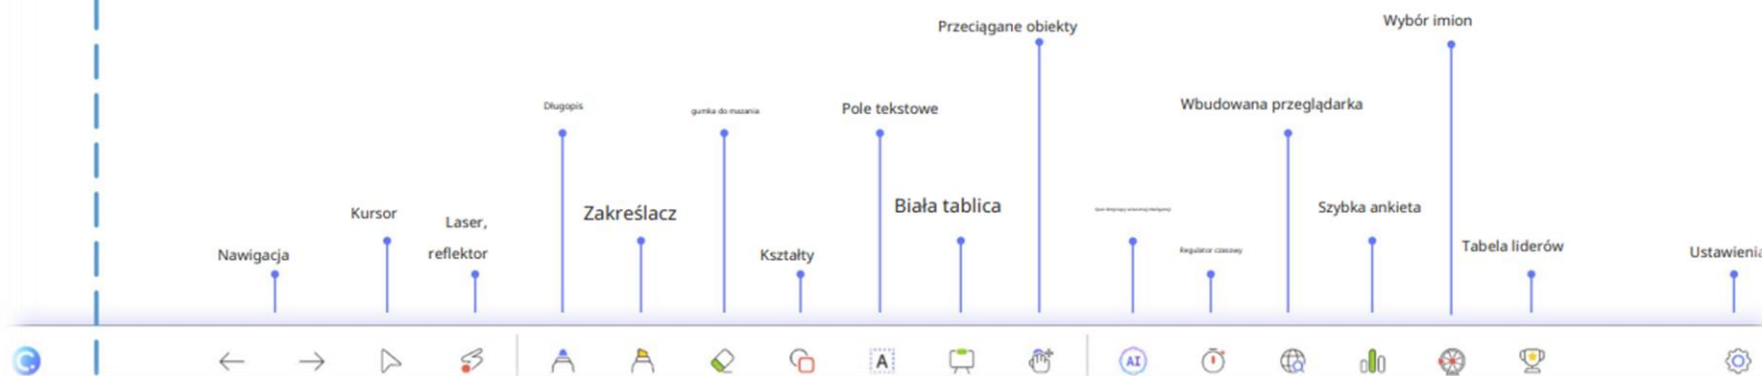 Przeciągane obiekty
Wybór imion
Długopis
gumka do mazania
Pole tekstowe
Wbudowana przeglądarka
Kursor
Laser,
reflektor
Zakreślacz
Biała tablica
Szybka ankieta
Nawigacja
Kształty
Regulator czasowy
Tabela liderów
Ustawienia
A
AI